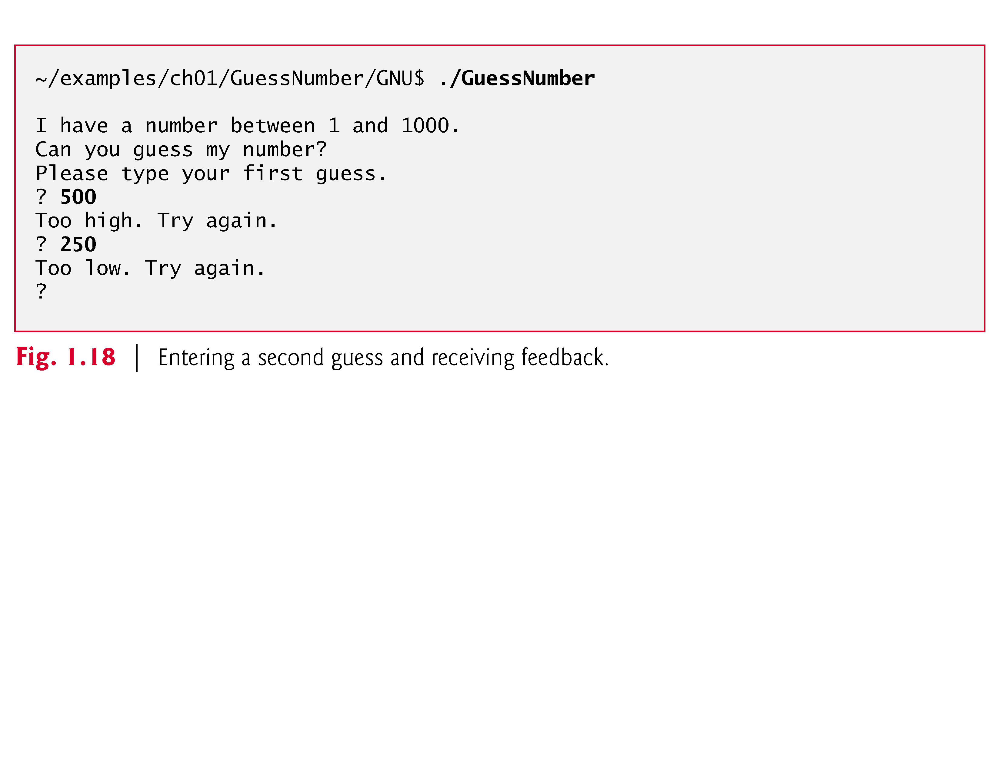 ~/examples/ch01/GuessNumber/GNU$ ./GuessNumber
I have a number between 1 and 1000.
Can you guess my number?
Please type your first guess.
? 500
Too high. Try again.
? 250
Too low. Try again.
?
Fig. 1.18 | Entering a second guess and receiving feedback.